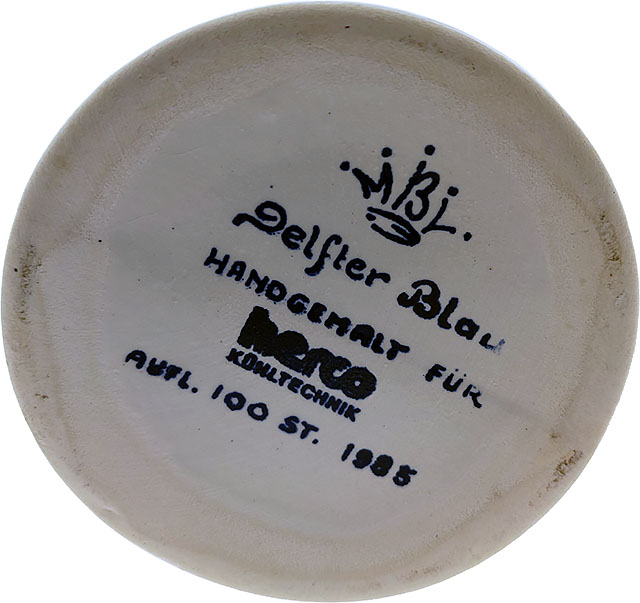 MBL
Delfter Blau
HANDGEMALT FÜR
herco
KÜHLTECHNIK
AUFL. 100 ST. 1985